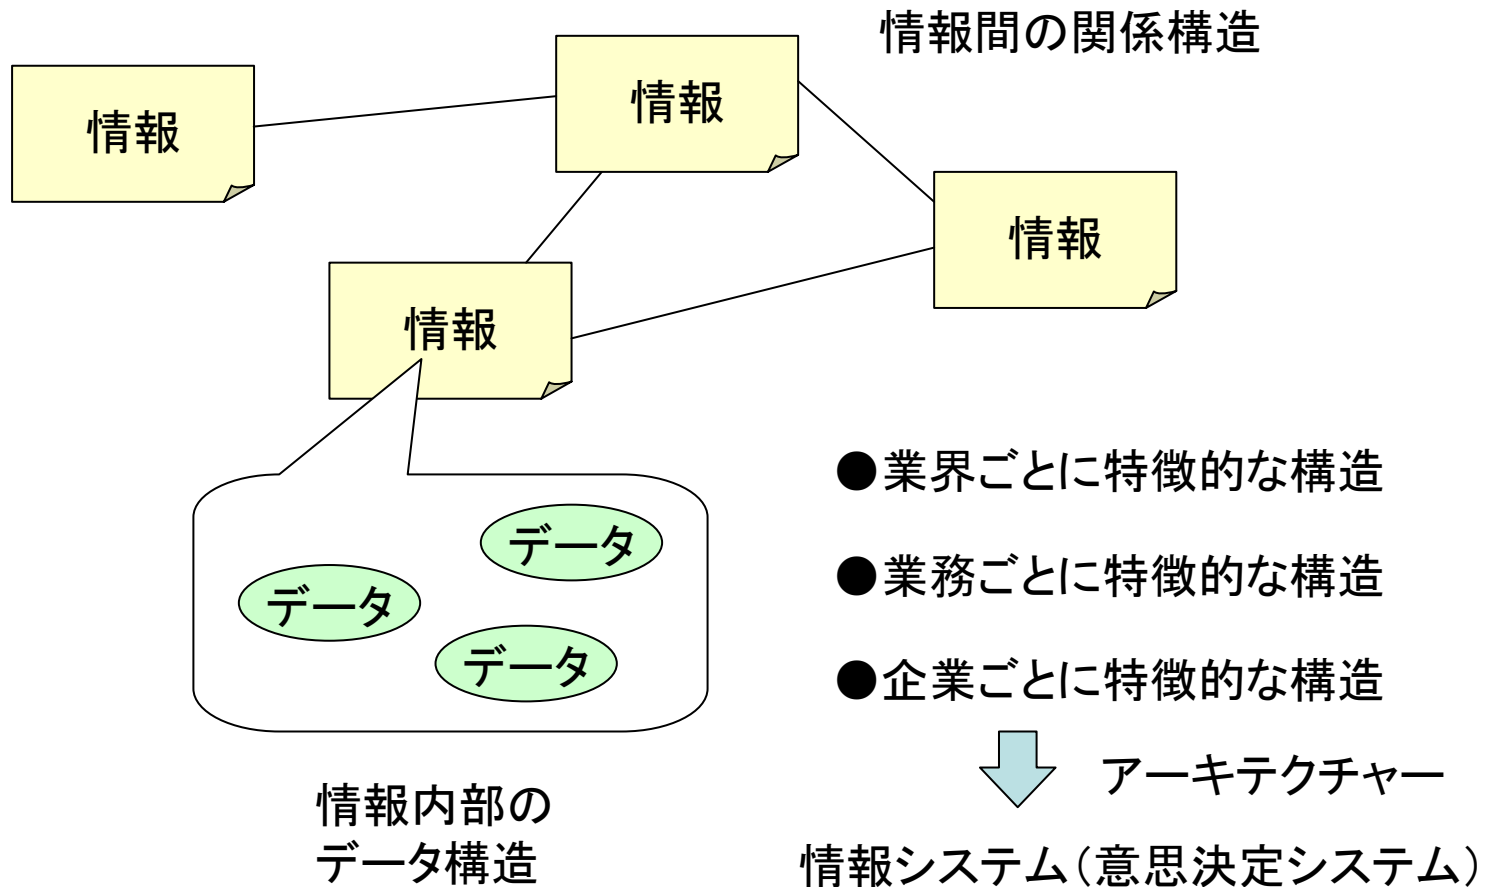 情報間の関係構造
情報
情報
情報
情報
データ
データ
データ
情報内部の
データ構造
●業界ごとに特徴的な構造
●業務ごとに特徴的な構造
●企業ごとに特徴的な構造
アーキテクチャー
情報システム（意思決定システム）